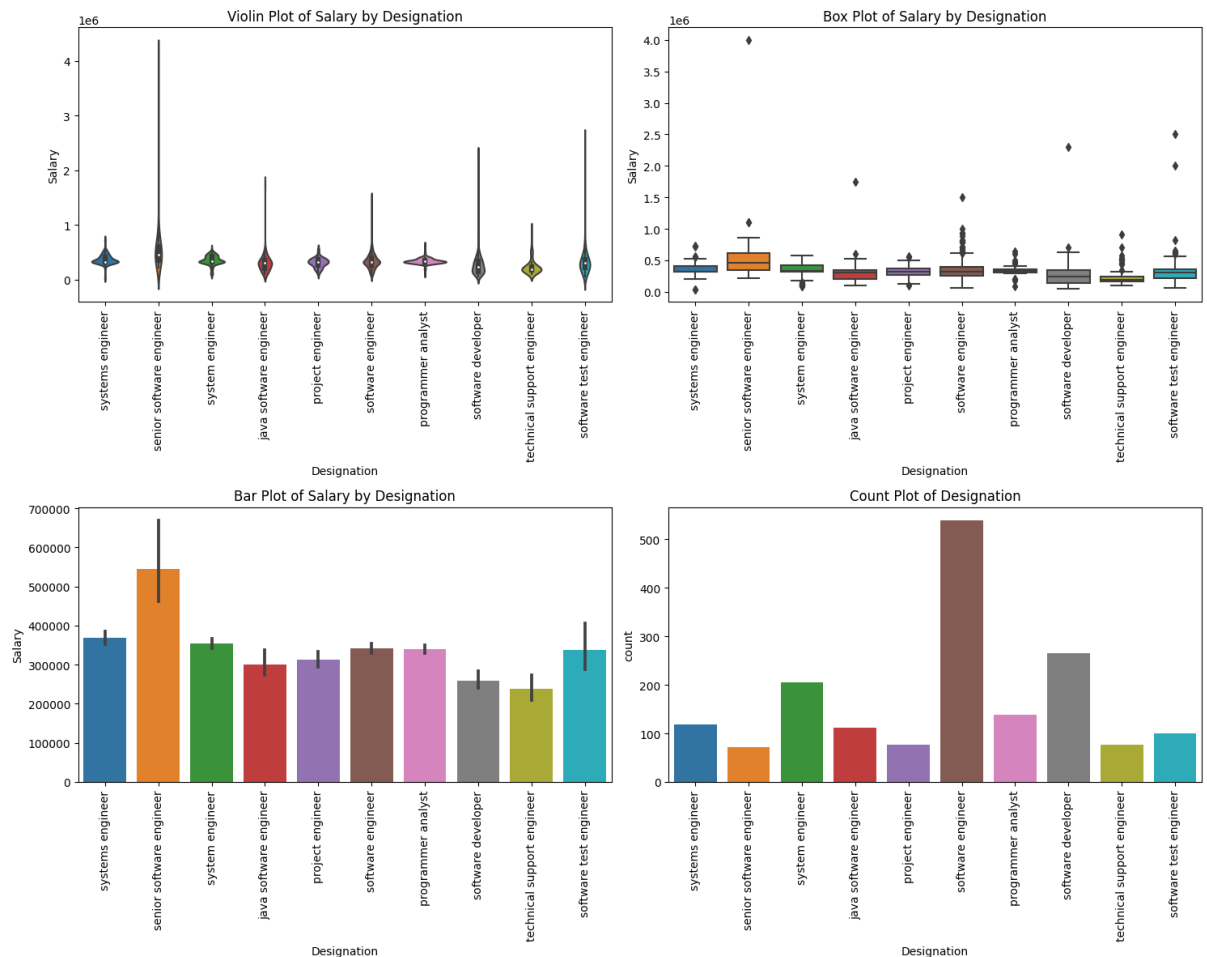 Violin Plot of Salary by Designation
1e6
4
3
2
1
0
Salary
systems engineer
senior software engineer
system engineer
java software engineer
project engineer
software engineer
programmer analyst
software developer
technical support engineer
software test engineer
Designation
Box Plot of Salary by Designation
1e6
4.0
3.5
3.0
2.5
2.0
1.5
1.0
0.5
0.0
Salary
systems engineer
senior software engineer
system engineer
java software engineer
project engineer
software engineer
programmer analyst
software developer
technical support engineer
software test engineer
Designation
Bar Plot of Salary by Designation
700000
600000
500000
400000
300000
200000
100000
0
Salary
systems engineer
senior software engineer
system engineer
java software engineer
project engineer
software engineer
programmer analyst
software developer
technical support engineer
software test engineer
Designation
Count Plot of Designation
500
400
300
200
100
0
count
systems engineer
senior software engineer
system engineer
java software engineer
project engineer
software engineer
programmer analyst
software developer
technical support engineer
software test engineer
Designation